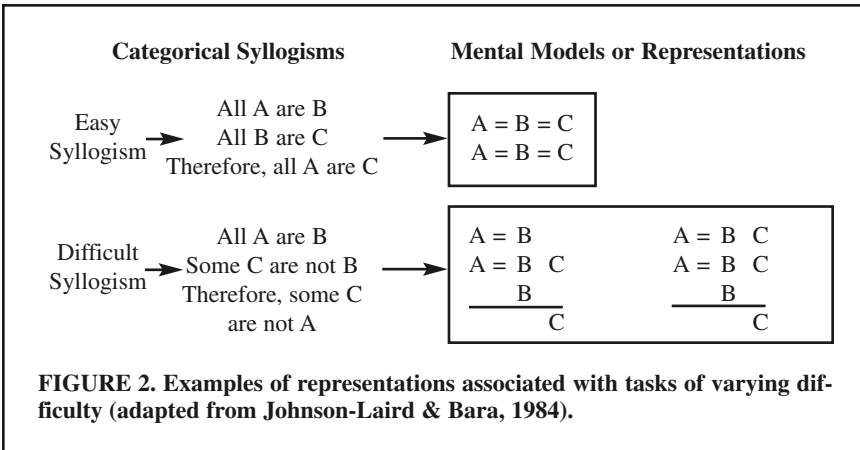 Categorical Syllogisms
Mental Models or Representations
Easy
Syllogism
All A are B
All B are C
Therefore, all A are C
A = B = C
A = B = C
Difficult
Syllogism
All A are B
Some C are not B
Therefore, some C
are not A
A = B
A = B C
B
C
A = B C
A = B C
B
C
FIGURE 2. Examples of representations associated with tasks of varying dif-
ficulty (adapted from Johnson-Laird & Bara, 1984).